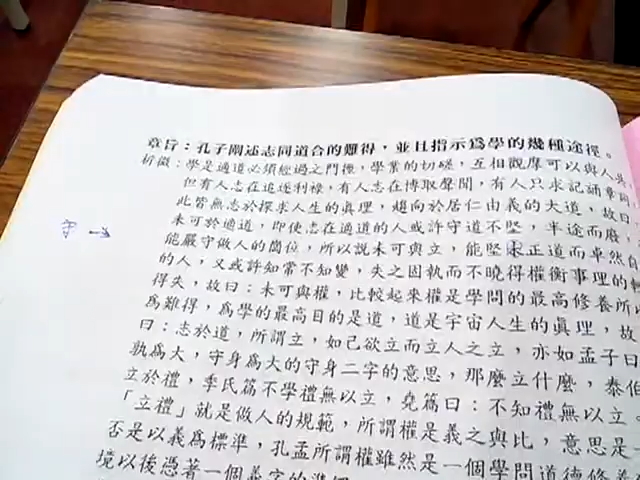 章旨：孔子闡述志同道合的難得，並且指示為學的幾種途徑。
析微：學是適道必須經過之門徑，學業的切磋，互相觀摩可以與人共
但有人志在追逐利祿，有人志在博取聲聞，有人只求記誦章詞
此皆無志於探求人生的真理，趨向於居仁由義的大道，故曰
未可於適道，即使志在適道的人或許守道不堅，半途而廢，
能嚴守做人的崗位，所以說未可與立，能堅守正道而卓然自
的人，又或許知常不知變，失之固執而不曉得權衡事理的輕
得失，故曰：未可與權，比較起來權是學問的最高修養所以
為難得，為學的最高目的是道，道是宇宙人生的真理，故
曰：志於道，所謂立，如己欲立而立人之立，亦如孟子曰
孰為大，守身為大的守身二字的意思，那麼立什麼，泰伯
立於禮，季氏篇不學禮無以立，堯篇曰：不知禮無以立
「立禮」就是做人的規範，所謂權是義之與比，意思是一
否是以義為標準，孔孟所謂權雖然是一個學問道德修養
境以後憑著一個義字的準